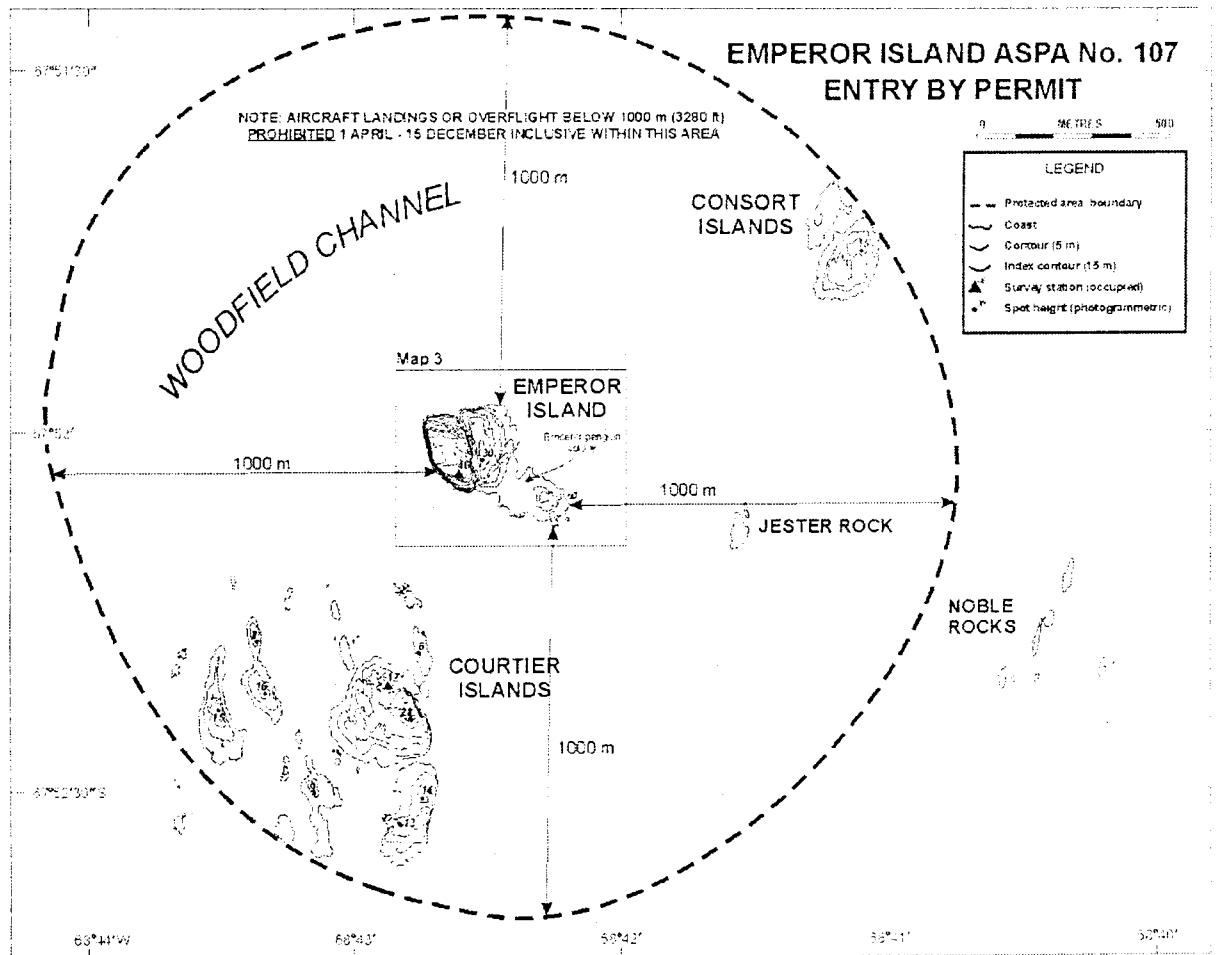 EMPEROR ISLAND ASPA No. 107
ENTRY BY PERMIT
67°51'30"
NOTE: AIRCRAFT LANDINGS OR OVERFLIGHT BELOW 1000 m (3280 ft)
PROHIBITED 1 APRIL - 15 DECEMBER INCLUSIVE WITHIN THIS AREA
0 METRES 500
LEGEND
Protected area boundary
Coast
Contour (5 m)
Index contour (15 m)
Survey station (occupied)
Spot height (photogrammetric)
1000 m
CONSORT
ISLANDS
WOODFIELD CHANNEL
Map 3
EMPEROR
ISLAND
1000 m
1000 m
JESTER ROCK
NOBLE
ROCKS
COURTIER
ISLANDS
1000 m
67°52'30"S
68°44'W
68°43'
68°42'
68°41'
68°40'